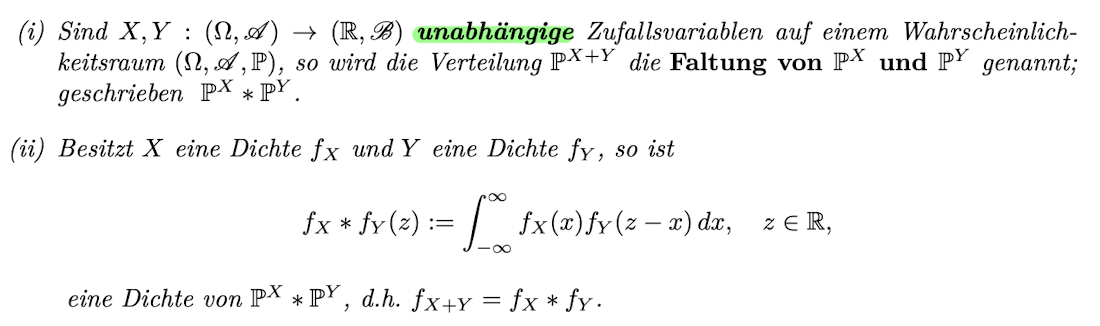 (i) Sind X, Y : (Ω, 𝒜) → (ℝ, ℬ) unabhängige Zufallsvariablen auf einem Wahrscheinlich-
keitsraum (Ω, 𝒜, ℙ), so wird die Verteilung ℙ^{X+Y} die Faltung von ℙ^X und ℙ^Y genannt;
geschrieben ℙ^X ∗ ℙ^Y.
(ii) Besitzt X eine Dichte f_X und Y eine Dichte f_Y, so ist
f_X ∗ f_Y(z) := ∫_{−∞}^{∞} f_X(x) f_Y(z − x) dx, z ∈ ℝ,
eine Dichte von ℙ^X ∗ ℙ^Y, d.h. f_{X+Y} = f_X ∗ f_Y.